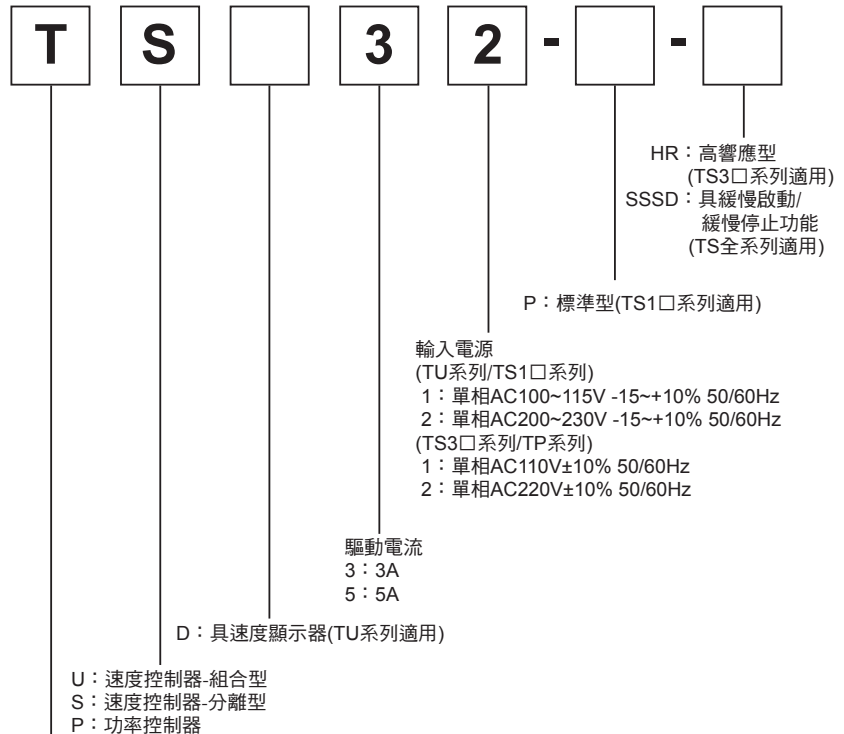 T S 3 2 - -
HR：高響應型
(TS3□系列適用)
SSSD：具緩慢啟動/
緩慢停止功能
(TS全系列適用)
P：標準型(TS1□系列適用)
輸入電源
(TU系列/TS1□系列)
1：單相AC100~115V -15~+10% 50/60Hz
2：單相AC200~230V -15~+10% 50/60Hz
(TS3□系列/TP系列)
1：單相AC110V±10% 50/60Hz
2：單相AC220V±10% 50/60Hz
驅動電流
3：3A
5：5A
D：具速度顯示器(TU系列適用)
U：速度控制器-組合型
S：速度控制器-分離型
P：功率控制器